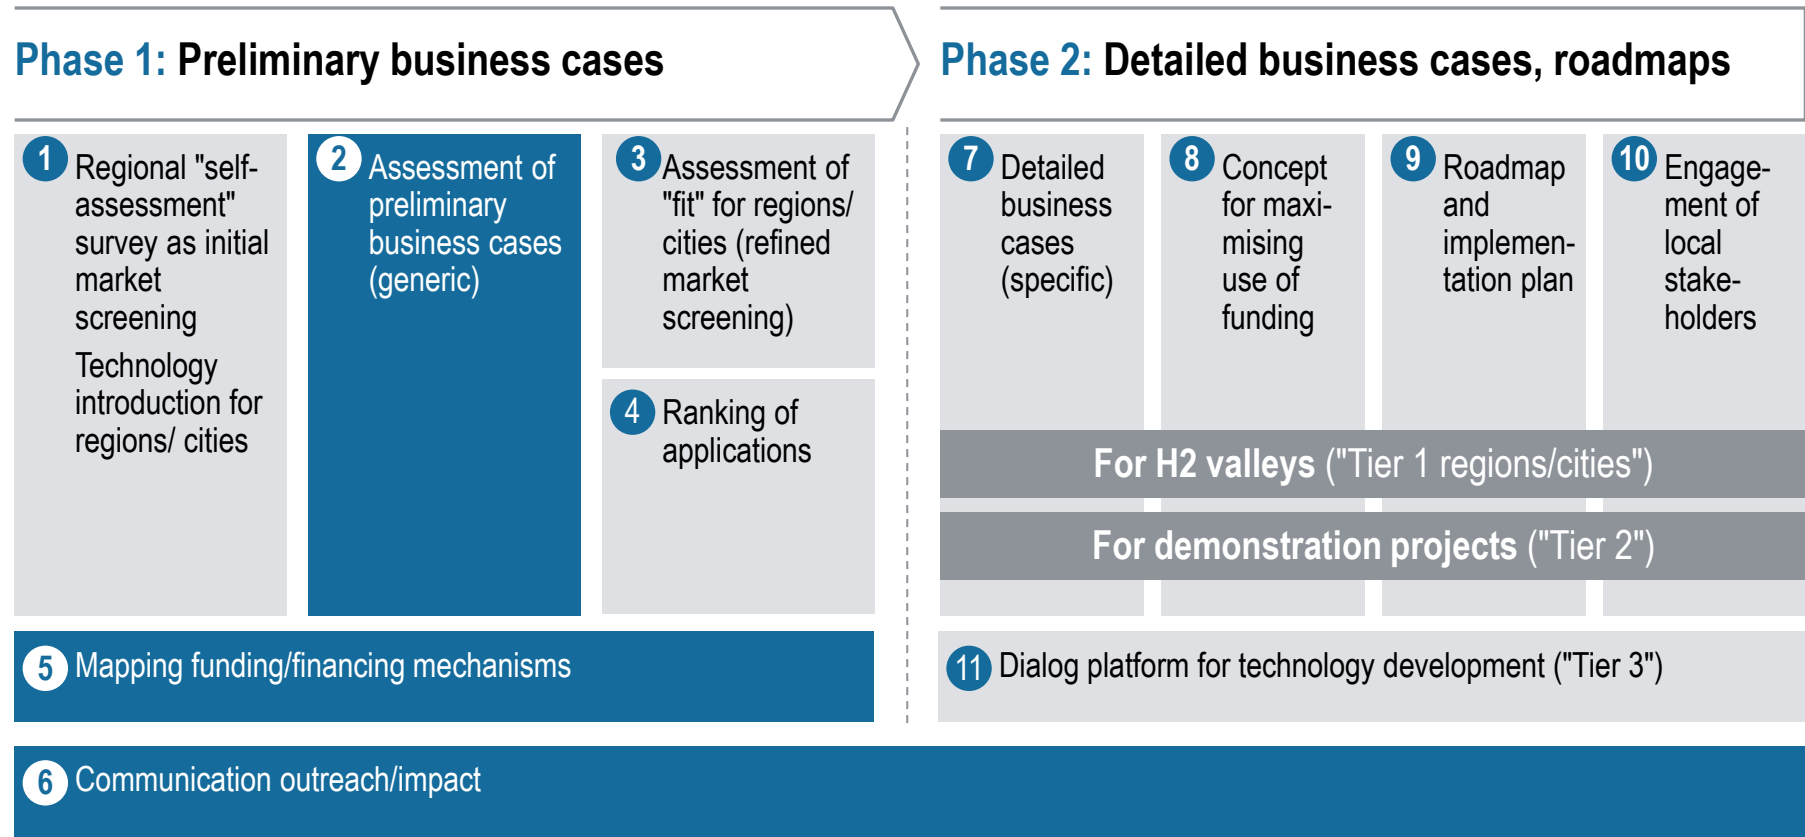 Phase 1: Preliminary business cases
Phase 2: Detailed business cases, roadmaps
1 Regional "self-
assessment"
survey as initial
market
screening
Technology
introduction for
regions/ cities
2 Assessment of
preliminary
business cases
(generic)
3 Assessment of
"fit" for regions/
cities (refined
market
screening)
4 Ranking of
applications
5 Mapping funding/financing mechanisms
7 Detailed
business
cases
(specific)
8 Concept
for maxi-
mising
use of
funding
9 Roadmap
and
implemen-
tation plan
10 Engage-
ment of
local
stake-
holders
For H2 valleys ("Tier 1 regions/cities")
For demonstration projects ("Tier 2")
11 Dialog platform for technology development ("Tier 3")
6 Communication outreach/impact